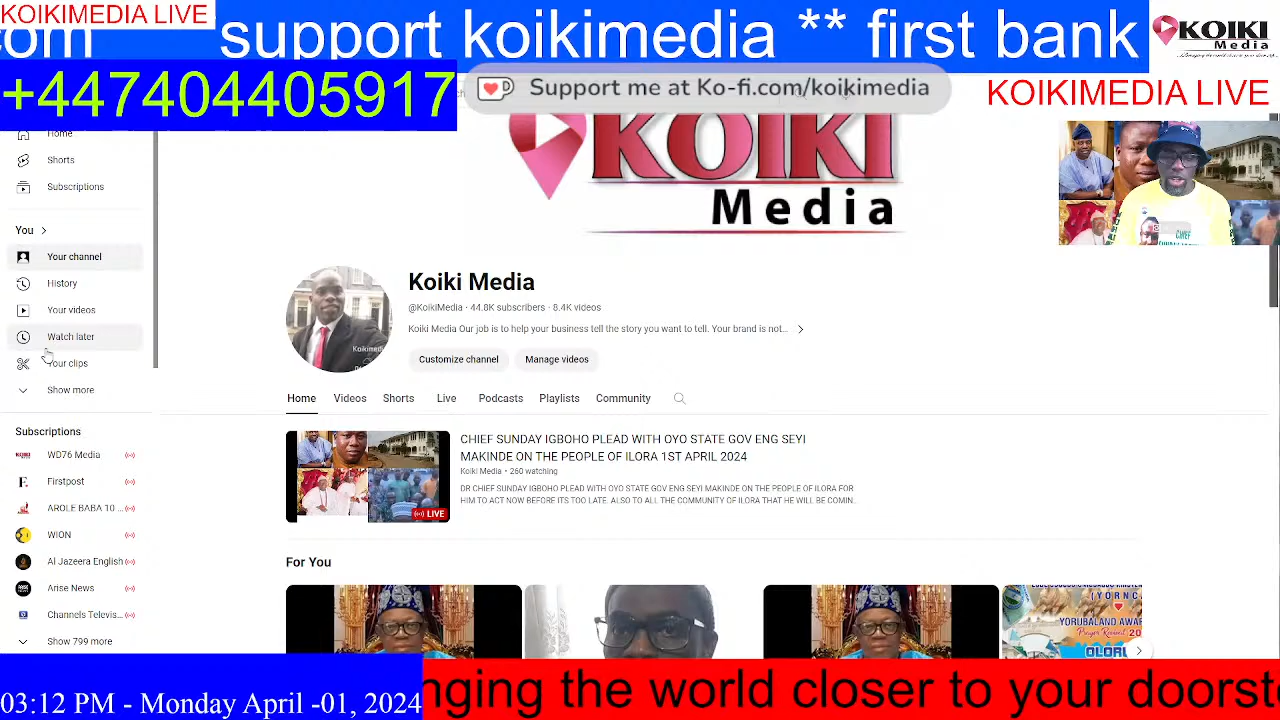 KOIKIMEDIA LIVE
com support koikimedia ** first bank
KOIKI
Media
+447404405917
Support me at Ko-fi.com/koikimedia
KOIKIMEDIA LIVE
KOIKI
Media
Home
Shorts
Subscriptions
You
Your channel
History
Your videos
Watch later
Your clips
Show more
Koiki Media
@KoikiMedia · 44.8K subscribers · 8.4K videos
Koiki Media Our job is to help your business tell the story you want to tell. Your brand is not...
Customize channel
Manage videos
Home Videos Shorts Live Podcasts Playlists Community
Subscriptions
WD76 Media
Firstpost
AROLE BABA 10 ...
WION
Al Jazeera English
Arise News
Channels Televis...
Show 799 more
CHIEF SUNDAY IGBOHO PLEAD WITH OYO STATE GOV ENG SEYI
MAKINDE ON THE PEOPLE OF ILORA 1ST APRIL 2024
Koiki Media · 260 watching
DR CHIEF SUNDAY IGBOHO PLEAD WITH OYO STATE GOV ENG SEYI MAKINDE ON THE PEOPLE OF ILORA FOR
HIM TO ACT NOW BEFORE ITS TOO LATE. ALSO TO ALL THE COMMUNITY OF ILORA THAT HE WILL BE COMIN..
LIVE
For You
(YORNC
YORUBALAND AWA
03:12 PM - Monday April -01, 2024
nging the world closer to your doorst